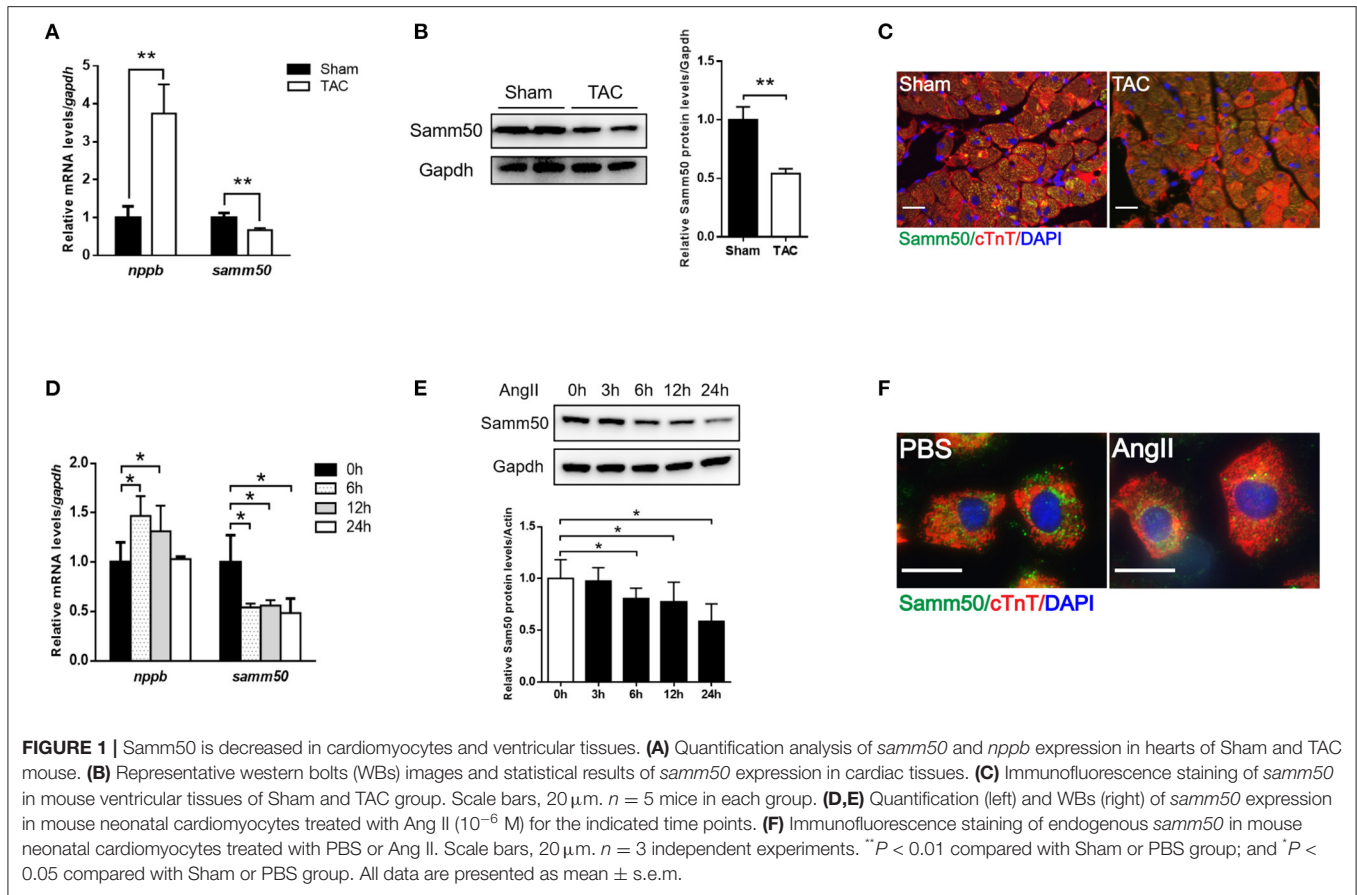 A
Relative mRNA levels/gapdh
5
4
3
2
1
0
**
**
Sham
TAC
nppb samm50
B
Sham TAC
Samm50
Gapdh
Relative Samm50 protein levels/Gapdh
1.5
1.0
0.5
0.0
**
Sham TAC
C
Sham TAC
Samm50/cTnT/DAPI
D
Relative mRNA levels/gapdh
2.0
1.5
1.0
0.5
0.0
*
*
*
*
*
0h
6h
12h
24h
nppb samm50
E
AngII 0h 3h 6h 12h 24h
Samm50
Gapdh
Relative Sam50 protein levels/Actin
1.5
1.0
0.5
0.0
*
*
*
0h 3h 6h 12h 24h
F
PBS AngII
Samm50/cTnT/DAPI
FIGURE 1 | Samm50 is decreased in cardiomyocytes and ventricular tissues. (A) Quantification analysis of samm50 and nppb expression in hearts of Sham and TAC
mouse. (B) Representative western bolts (WBs) images and statistical results of samm50 expression in cardiac tissues. (C) Immunofluorescence staining of samm50
in mouse ventricular tissues of Sham and TAC group. Scale bars, 20 μm. n = 5 mice in each group. (D,E) Quantification (left) and WBs (right) of samm50 expression
in mouse neonatal cardiomyocytes treated with Ang II (10⁻⁶ M) for the indicated time points. (F) Immunofluorescence staining of endogenous samm50 in mouse
neonatal cardiomyocytes treated with PBS or Ang II. Scale bars, 20 μm. n = 3 independent experiments. **P < 0.01 compared with Sham or PBS group; and *P <
0.05 compared with Sham or PBS group. All data are presented as mean ± s.e.m.